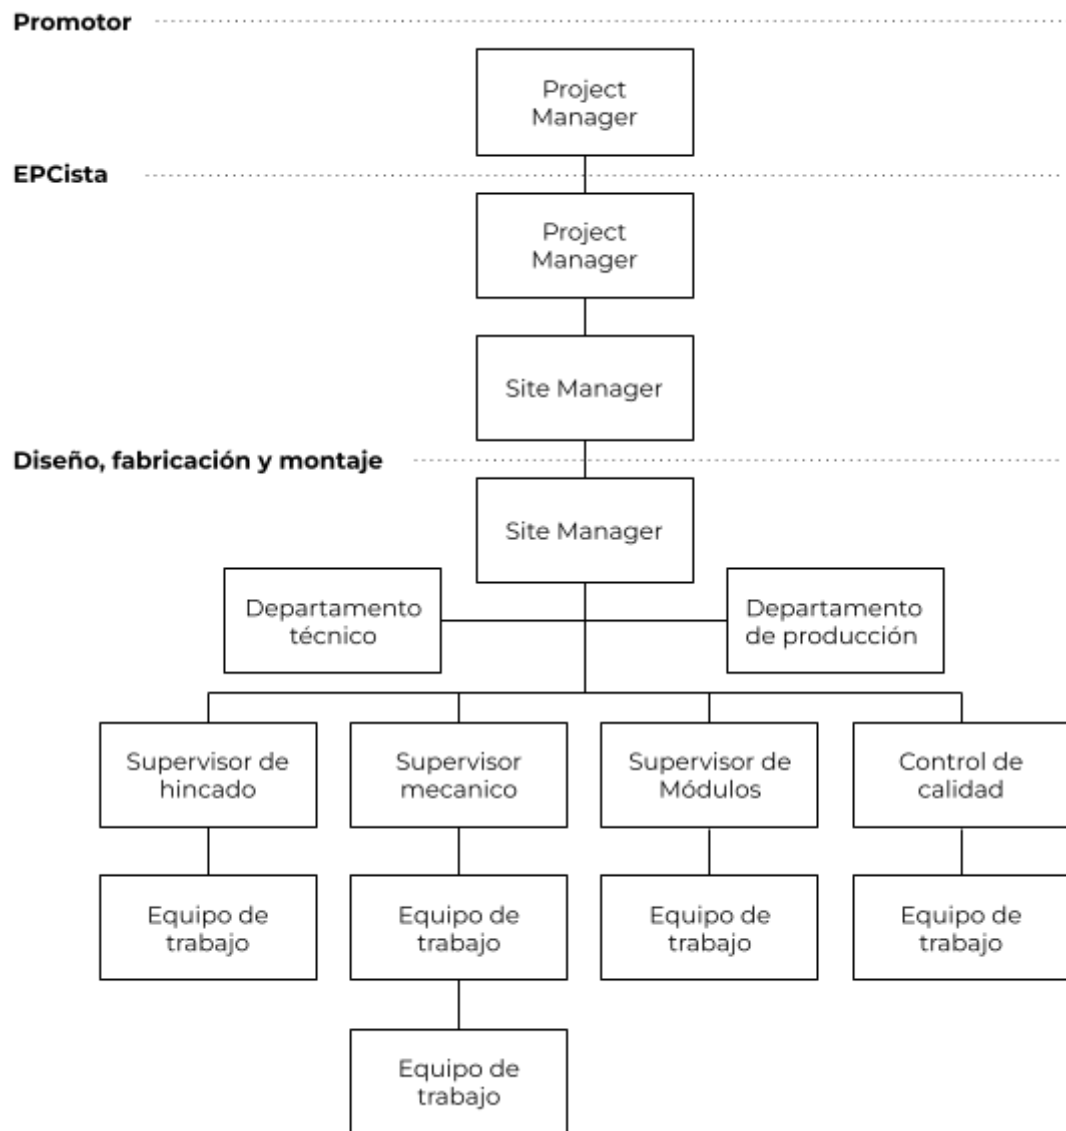 Promotor
Project
Manager
EPCista
Project
Manager
Site Manager
Diseño, fabricación y montaje
Site Manager
Departamento
técnico
Departamento
de producción
Supervisor de
hincado
Supervisor
mecanico
Supervisor de
Módulos
Control de
calidad
Equipo de
trabajo
Equipo de
trabajo
Equipo de
trabajo
Equipo de
trabajo
Equipo de
trabajo